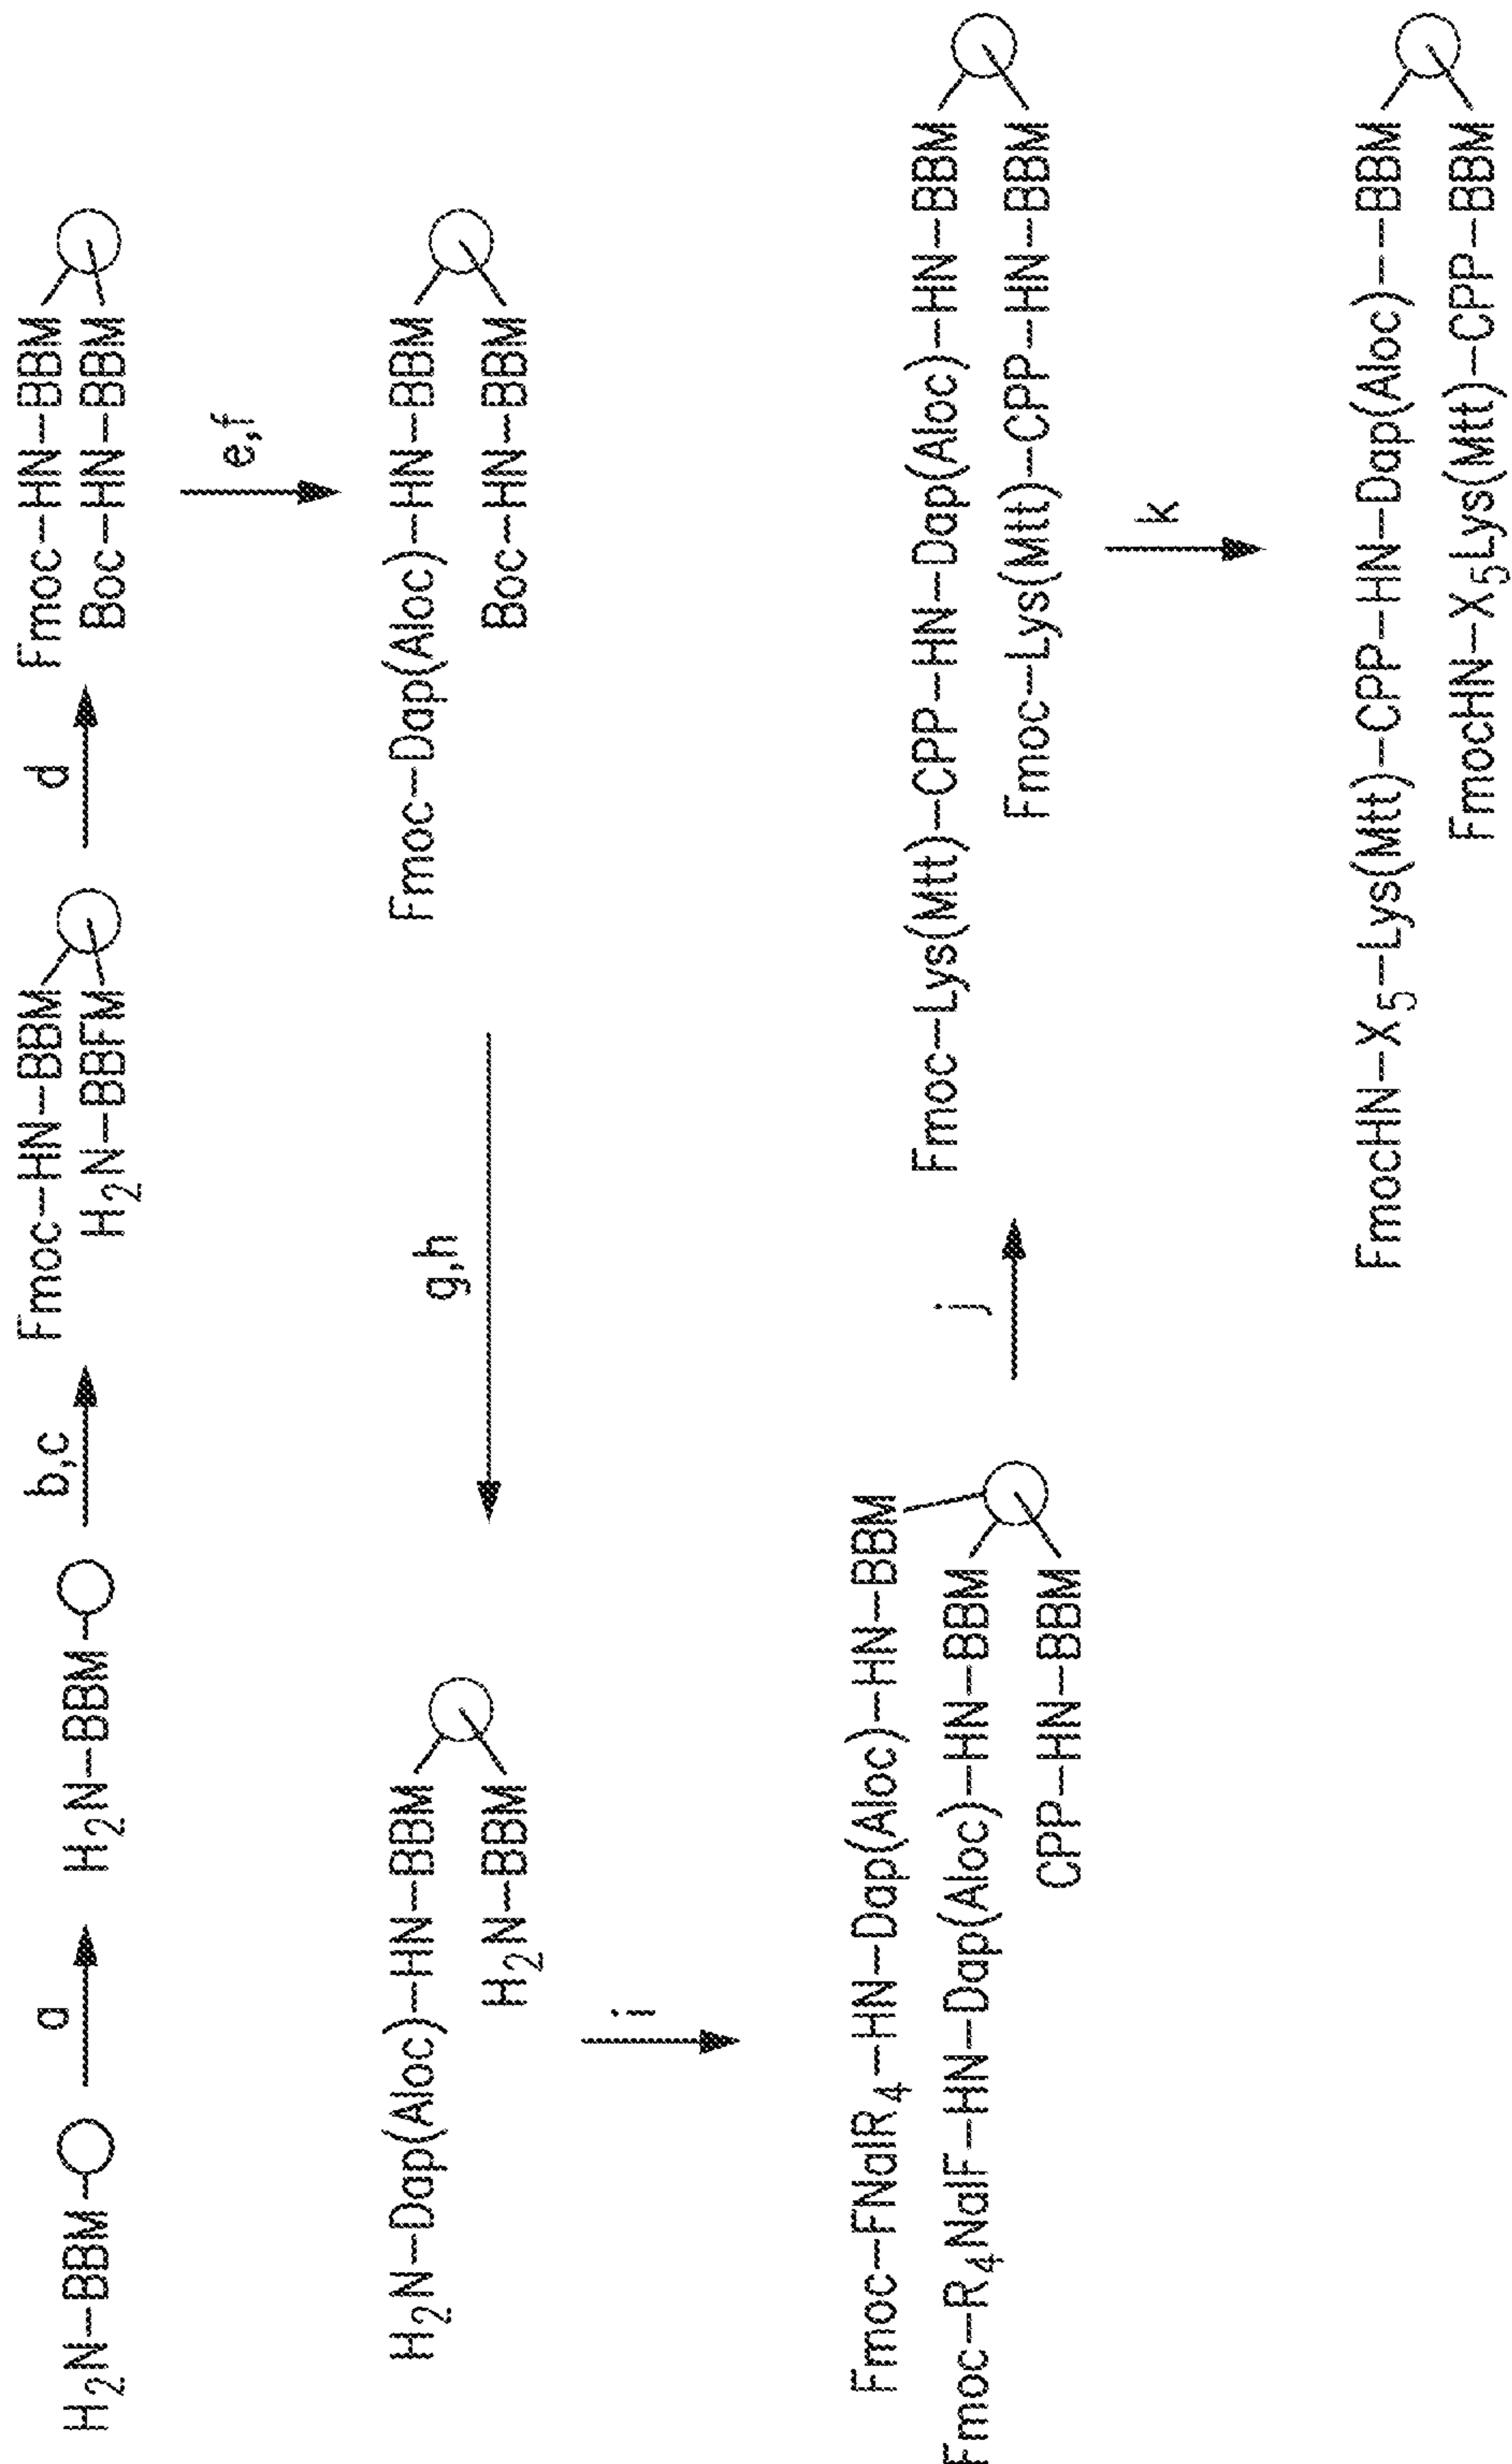 H₂N-BBM
a
H₂N-BBM
b,c
Fmoc-HN-BBM
H₂N-BBFM
d
Fmoc-HN-BBM
Boc-HN-BBM
e,f
Fmoc-Dap(Aloc)-HN-BBM
Boc-HN-BBM
g,h
H₂N-Dap(Aloc)-HN-BBM
H₂N-BBM
i
Fmoc-FNalR₄-HN-Dap(Aloc)-HN-BBM
Fmoc-R₄NalF-HN-Dap(Aloc)-HN-BBM
CPP-HN-BBM
j
Fmoc-Lys(Mtt)-CPP-HN-Dap(Aloc)-HN-BBM
Fmoc-Lys(Mtt)-CPP-HN-BBM
k
FmocHN-X₅-Lys(Mtt)-CPP-HN-Dap(Aloc)--BBM
FmocHN-X₅Lys(Mtt)-CPP-BBM